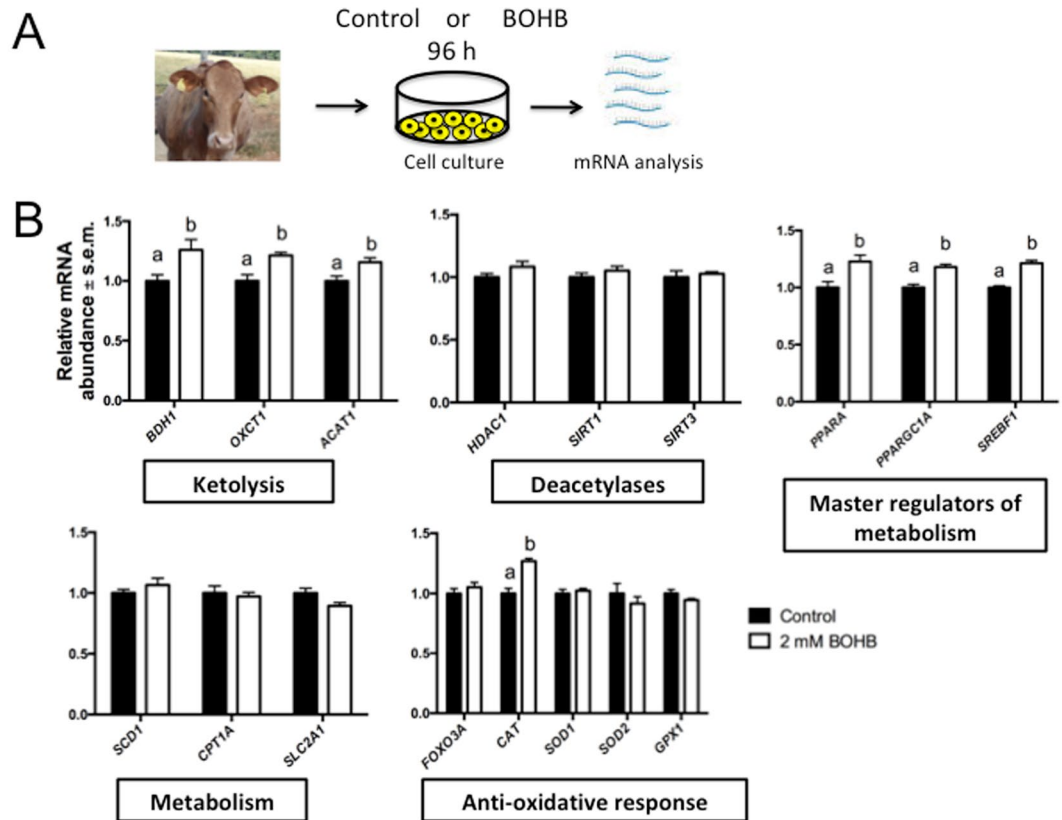 A
Control or BOHB
96 h
Cell culture
mRNA analysis
B
Relative mRNA
abundance ± s.e.m.
1.5
1.0
0.5
0.0
a b a b a b
BDH1 OXCT1 ACAT1
Ketolysis
1.5
1.0
0.5
0.0
HDAC1 SIRT1 SIRT3
Deacetylases
1.5
1.0
0.5
0.0
a b a b a b
PPARA PPARGC1A SREBF1
Master regulators of
metabolism
1.5
1.0
0.5
0.0
SCD1 CPT1A SLC2A1
Metabolism
1.5
1.0
0.5
0.0
a b
FOXO3A CAT SOD1 SOD2 GPX1
Anti-oxidative response
Control
2 mM BOHB